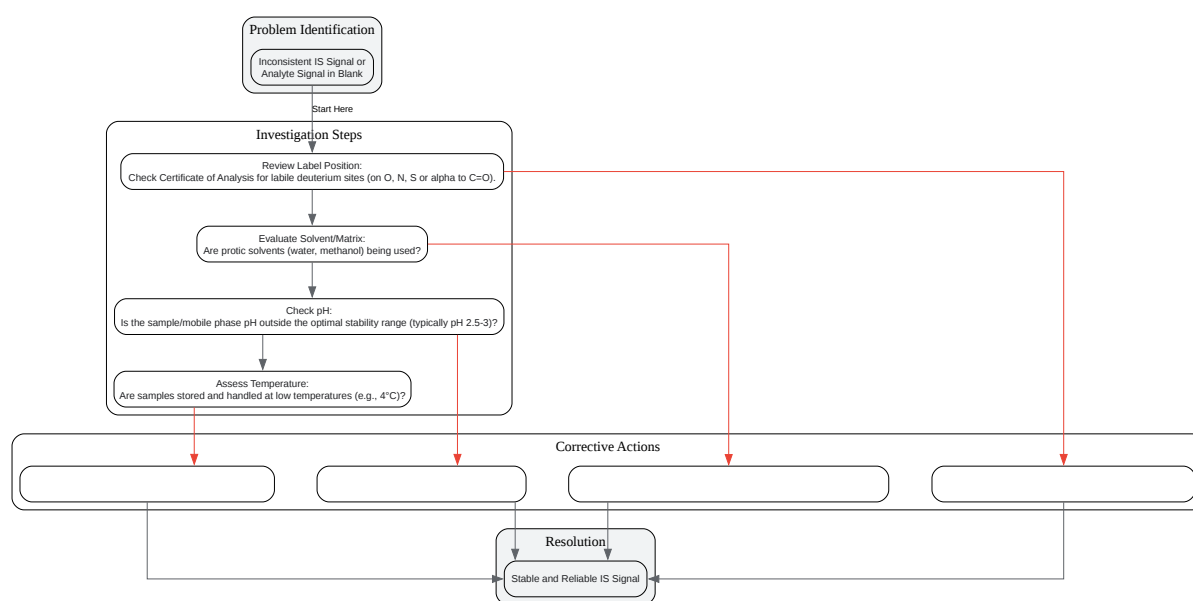 Problem Identification
Inconsistent IS Signal or
Analyte Signal in Blank
Start Here
Investigation Steps
Review Label Position:
Check Certificate of Analysis for labile deuterium sites (on O, N, S or alpha to C=O).
Evaluate Solvent/Matrix:
Are protic solvents (water, methanol) being used?
Check pH:
Is the sample/mobile phase pH outside the optimal stability range (typically pH 2.5-3)?
Assess Temperature:
Are samples stored and handled at low temperatures (e.g., 4°C)?
Corrective Actions
Resolution
Stable and Reliable IS Signal